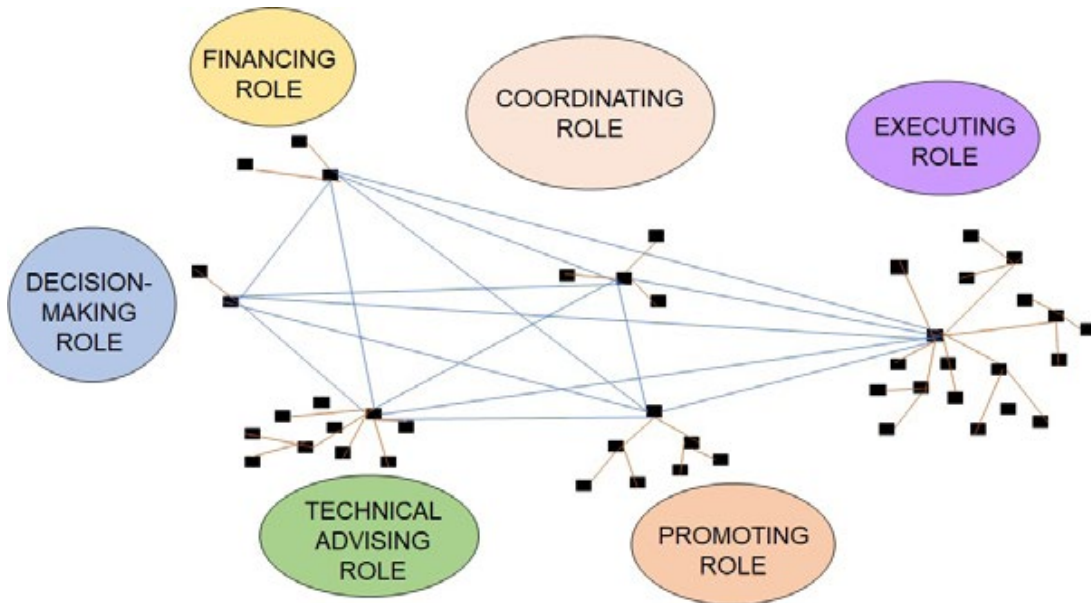 FINANCING
ROLE
COORDINATING
ROLE
EXECUTING
ROLE
DECISION-
MAKING
ROLE
TECHNICAL
ADVISING
ROLE
PROMOTING
ROLE